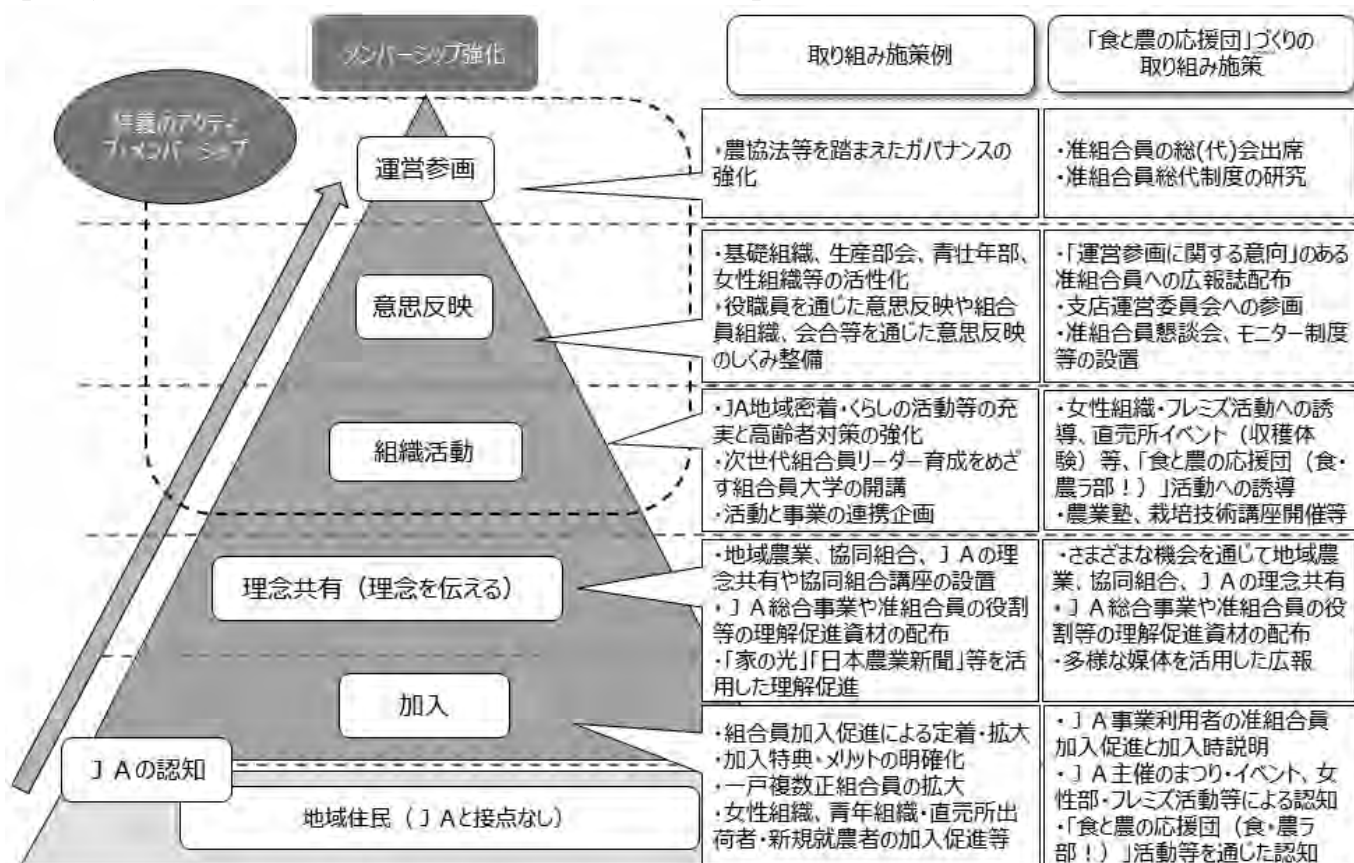 メンバーシップ強化
取り組み施策例
「食と農の応援団」づくりの
取り組み施策
のアクティ
ブ・メンバーシップ
運営参画
・農協法等を踏まえたガバナンスの
強化
・准組合員の総(代)会出席
・准組合員総代制度の研究
意思反映
・基礎組織、生産部会、青壮年部、
女性組織等の活性化
・役職員を通じた意思反映や組合
員組織、会合等を通じた意思反映
のしくみ整備
・「運営参画に関する意向」のある
准組合員への広報誌配布
・支店運営委員会への参画
・准組合員懇談会、モニター制度
等の設置
組織活動
・JA地域密着・くらしの活動等の充
実と高齢者対策の強化
・次世代組合員リーダー育成をめざ
す組合員大学の開講
・活動と事業の連携企画
・女性組織・フレミズ活動への誘
導、直売所イベント（収穫体
験）等、「食と農の応援団（食・
農ラ部！）」活動への誘導
・農業塾、栽培技術講座開催等
理念共有（理念を伝える）
・地域農業、協同組合、ＪＡの理
念共有や協同組合講座の設置
・ＪＡ総合事業や准組合員の役割
等の理解促進資材の配布
・「家の光」「日本農業新聞」等を活
用した理解促進
・さまざまな機会を通じて地域農
業、協同組合、ＪＡの理念共有
・ＪＡ総合事業や准組合員の役
割等の理解促進資材の配布
・多様な媒体を活用した広報
加入
・組合員加入促進による定着・拡大
・加入特典・メリットの明確化
・一戸複数正組合員の拡大
・女性組織、青年組織・直売所出
荷者・新規就農者の加入促進等
・ＪＡ事業利用者の准組合員
加入促進と加入時説明
・ＪＡ主催のまつり・イベント、女
性部・フレミズ活動等による認知
・「食と農の応援団（食・農ラ
部！）」活動等を通じた認知
ＪＡの認知
地域住民（ＪＡと接点なし）